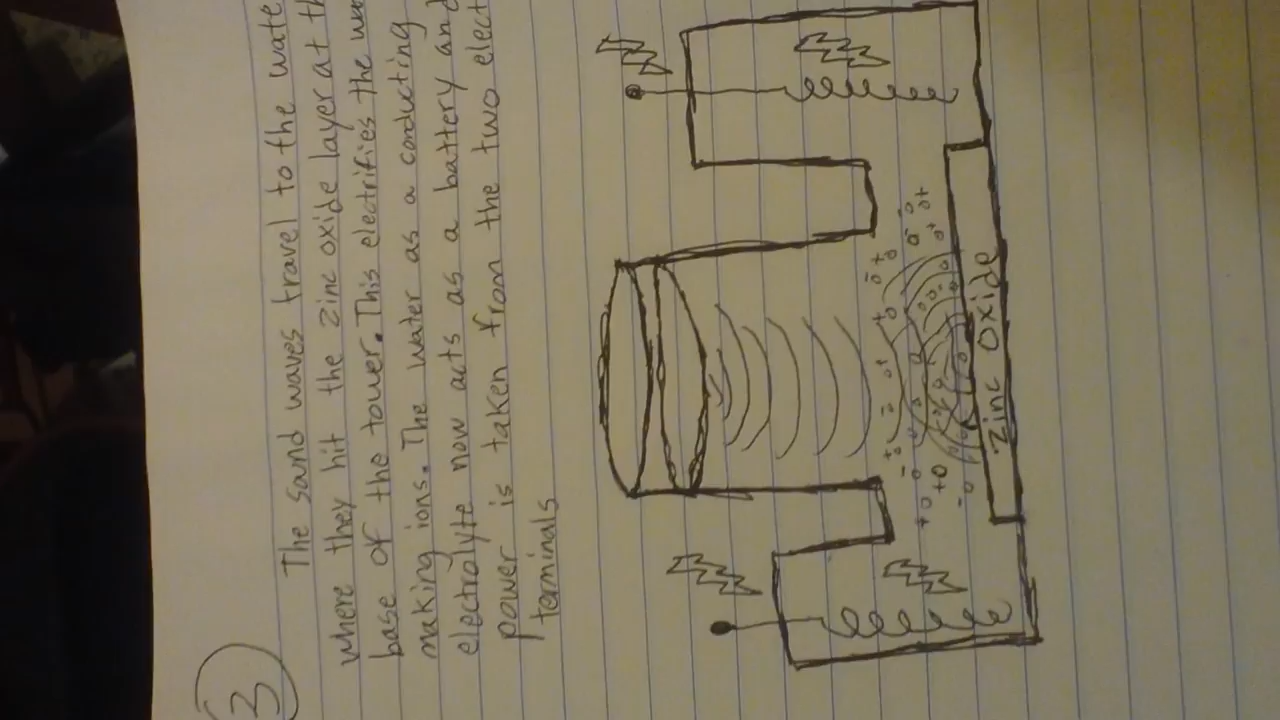 3
The sand waves travel to the wate
where they hit the zinc oxide layer at th
base of the tower. This electrifies the wa
making ions. The water as a conducting
electrolyte now acts as a battery and
power is taken from the two elect
terminals
Zinc Oxide